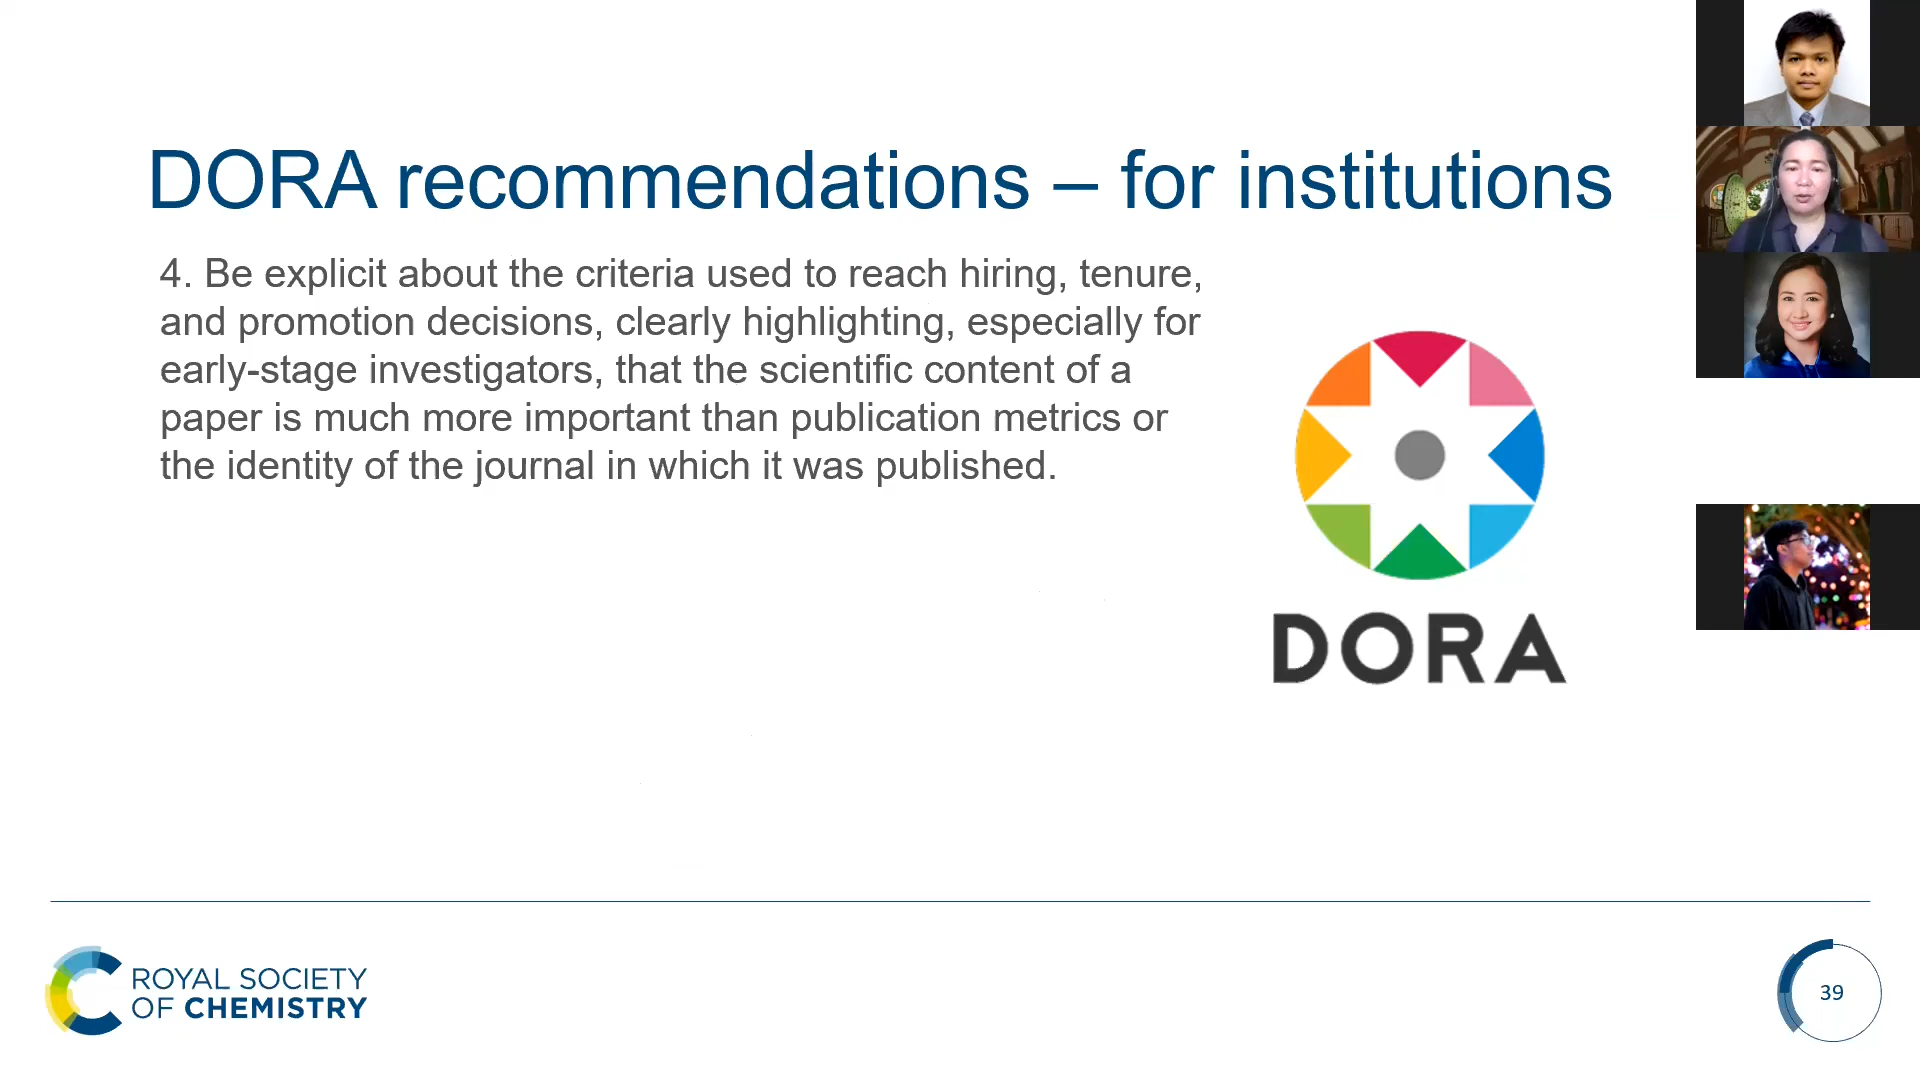 DORA recommendations – for institutions
4. Be explicit about the criteria used to reach hiring, tenure,
and promotion decisions, clearly highlighting, especially for
early-stage investigators, that the scientific content of a
paper is much more important than publication metrics or
the identity of the journal in which it was published.
DORA
ROYAL SOCIETY
OF CHEMISTRY
39